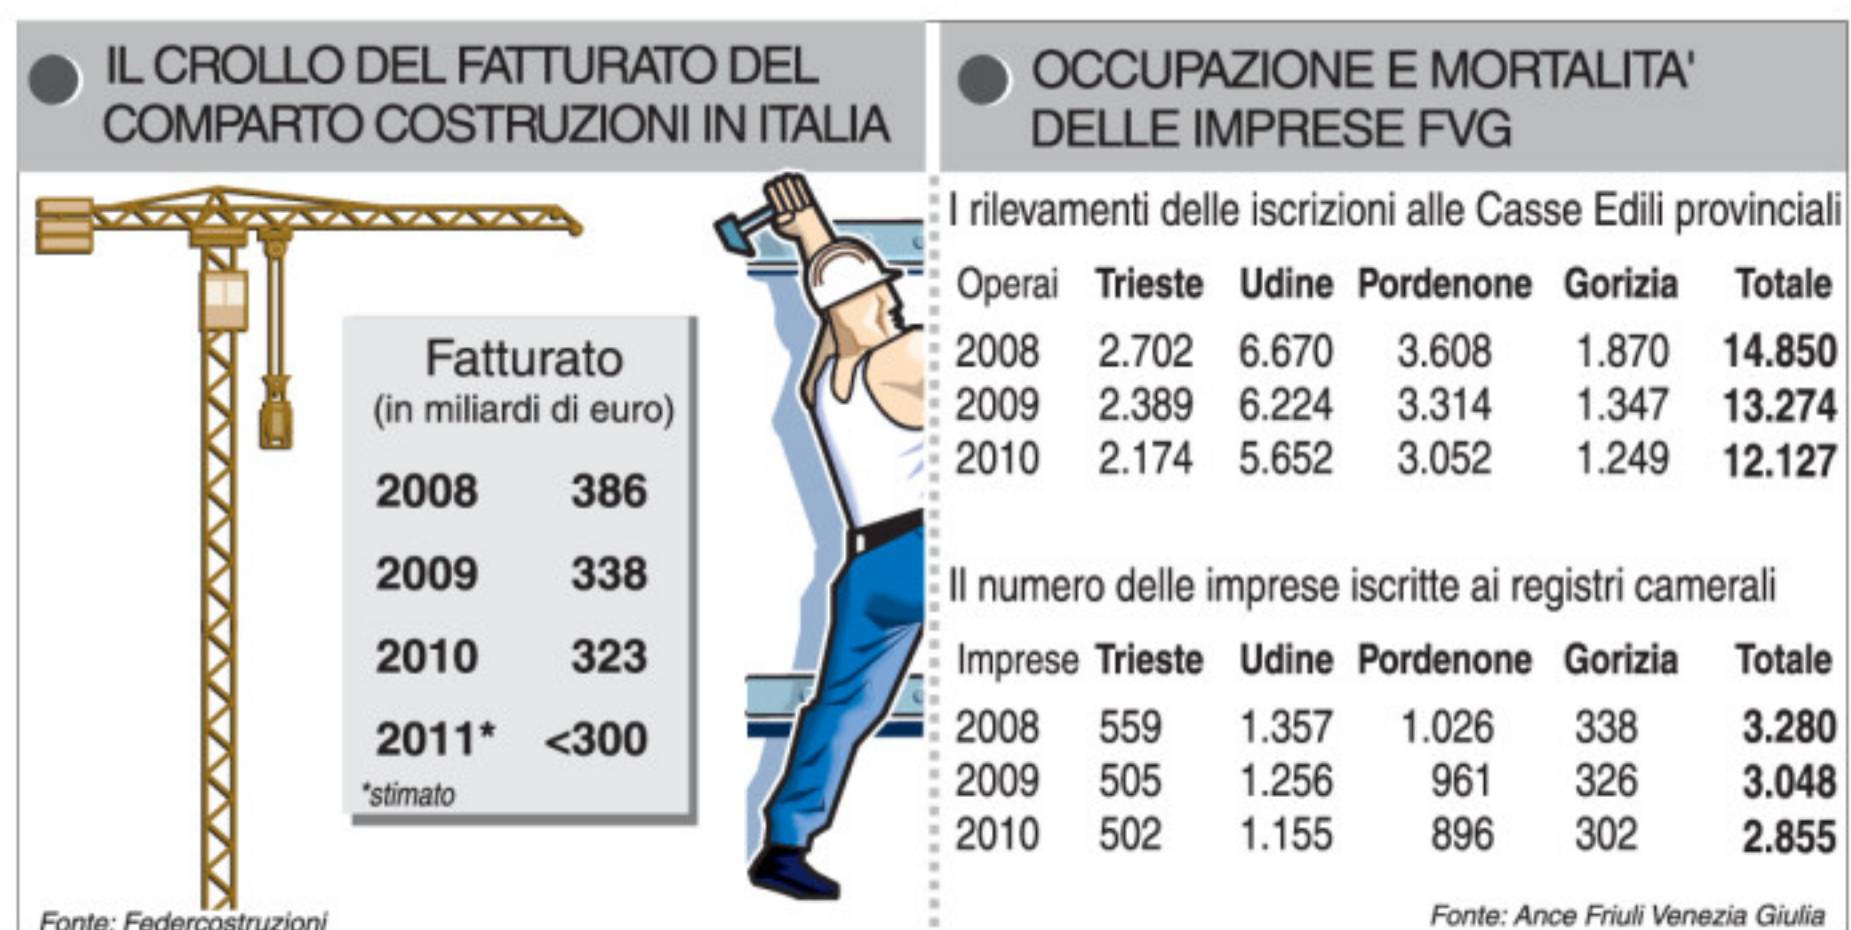 IL CROLLO DEL FATTURATO DEL
COMPARTO COSTRUZIONI IN ITALIA
Fatturato
(in miliardi di euro)
2008 386
2009 338
2010 323
2011* <300
*stimato
Fonte: Federcostruzioni
OCCUPAZIONE E MORTALITA'
DELLE IMPRESE FVG
I rilevamenti delle iscrizioni alle Casse Edili provinciali
Operai Trieste Udine Pordenone Gorizia Totale
2008 2.702 6.670 3.608 1.870 14.850
2009 2.389 6.224 3.314 1.347 13.274
2010 2.174 5.652 3.052 1.249 12.127
Il numero delle imprese iscritte ai registri camerali
Imprese Trieste Udine Pordenone Gorizia Totale
2008 559 1.357 1.026 338 3.280
2009 505 1.256 961 326 3.048
2010 502 1.155 896 302 2.855
Fonte: Ance Friuli Venezia Giulia